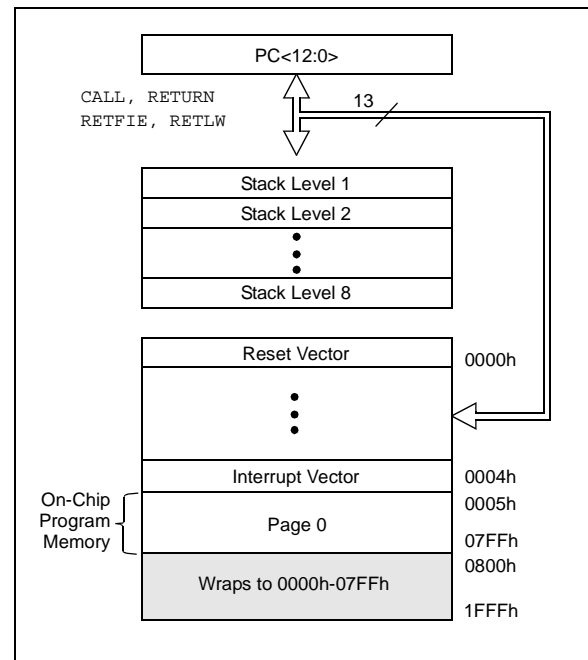 PC<12:0>
CALL, RETURN
RETFIE, RETLW
13
Stack Level 1
Stack Level 2
Stack Level 8
Reset Vector
0000h
Interrupt Vector
0004h
On-Chip
Program
Memory
0005h
Page 0
07FFh
0800h
Wraps to 0000h-07FFh
1FFFh